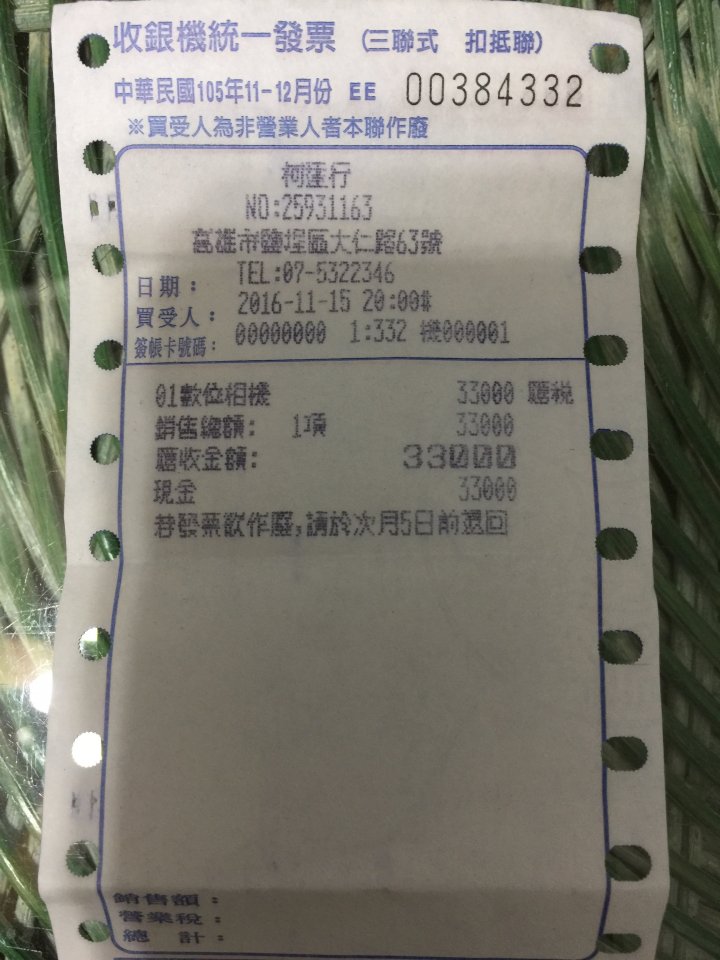 收銀機統一發票 (三聯式 扣抵聯)
中華民國105年11-12月份 EE 00384332
※買受人為非營業人者本聯作廢
柯達行
NO:25931163
高雄市鹽埕區大仁路63號
TEL:07-5322346
日期: 2016-11-15 20:00
買受人: 00000000 1:332 機000001
簽帳卡號碼:
01數位相機 33000 應稅
銷售總額: 1項 33000
應收金額: 33000
現金 33000
若發票欲作廢,請於次月5日前退回
銷售額:
營業稅:
總 計: